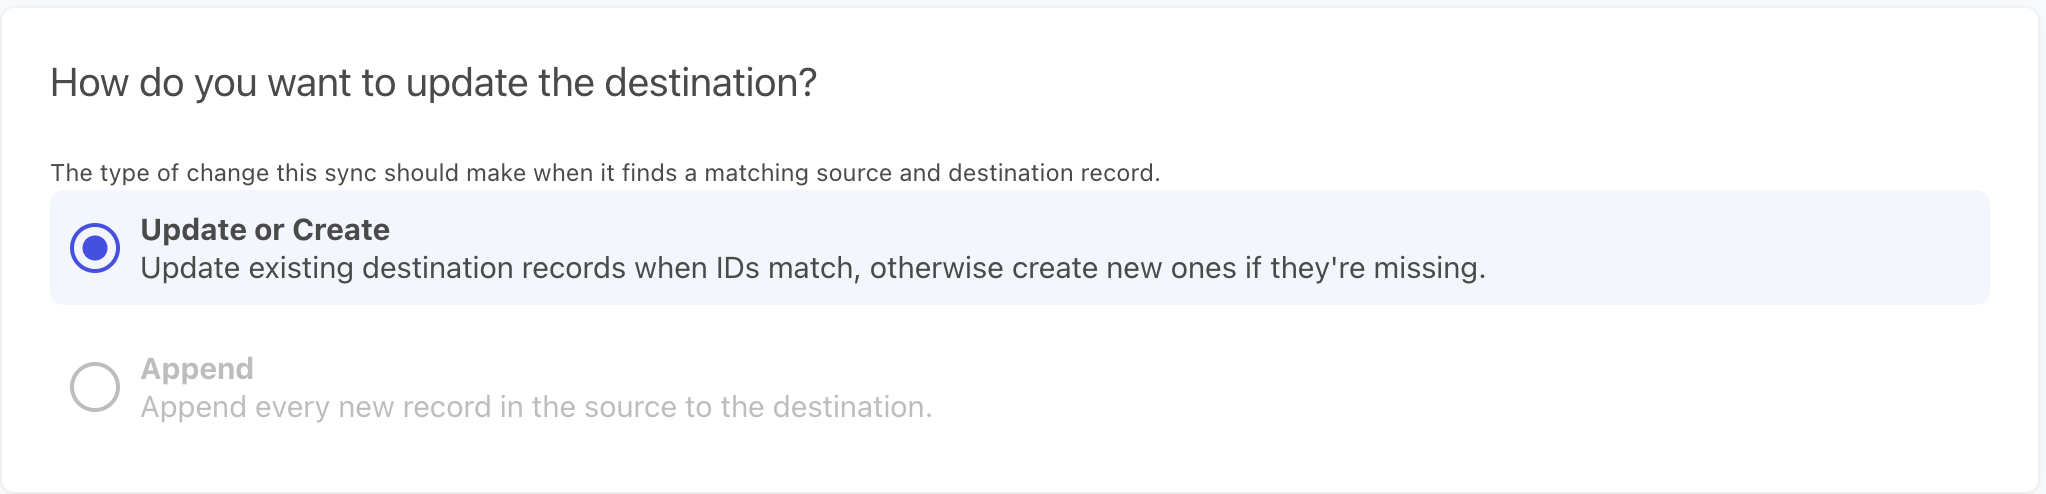 How do you want to update the destination?
The type of change this sync should make when it finds a matching source and destination record.
Update or Create
Update existing destination records when IDs match, otherwise create new ones if they're missing.
Append
Append every new record in the source to the destination.